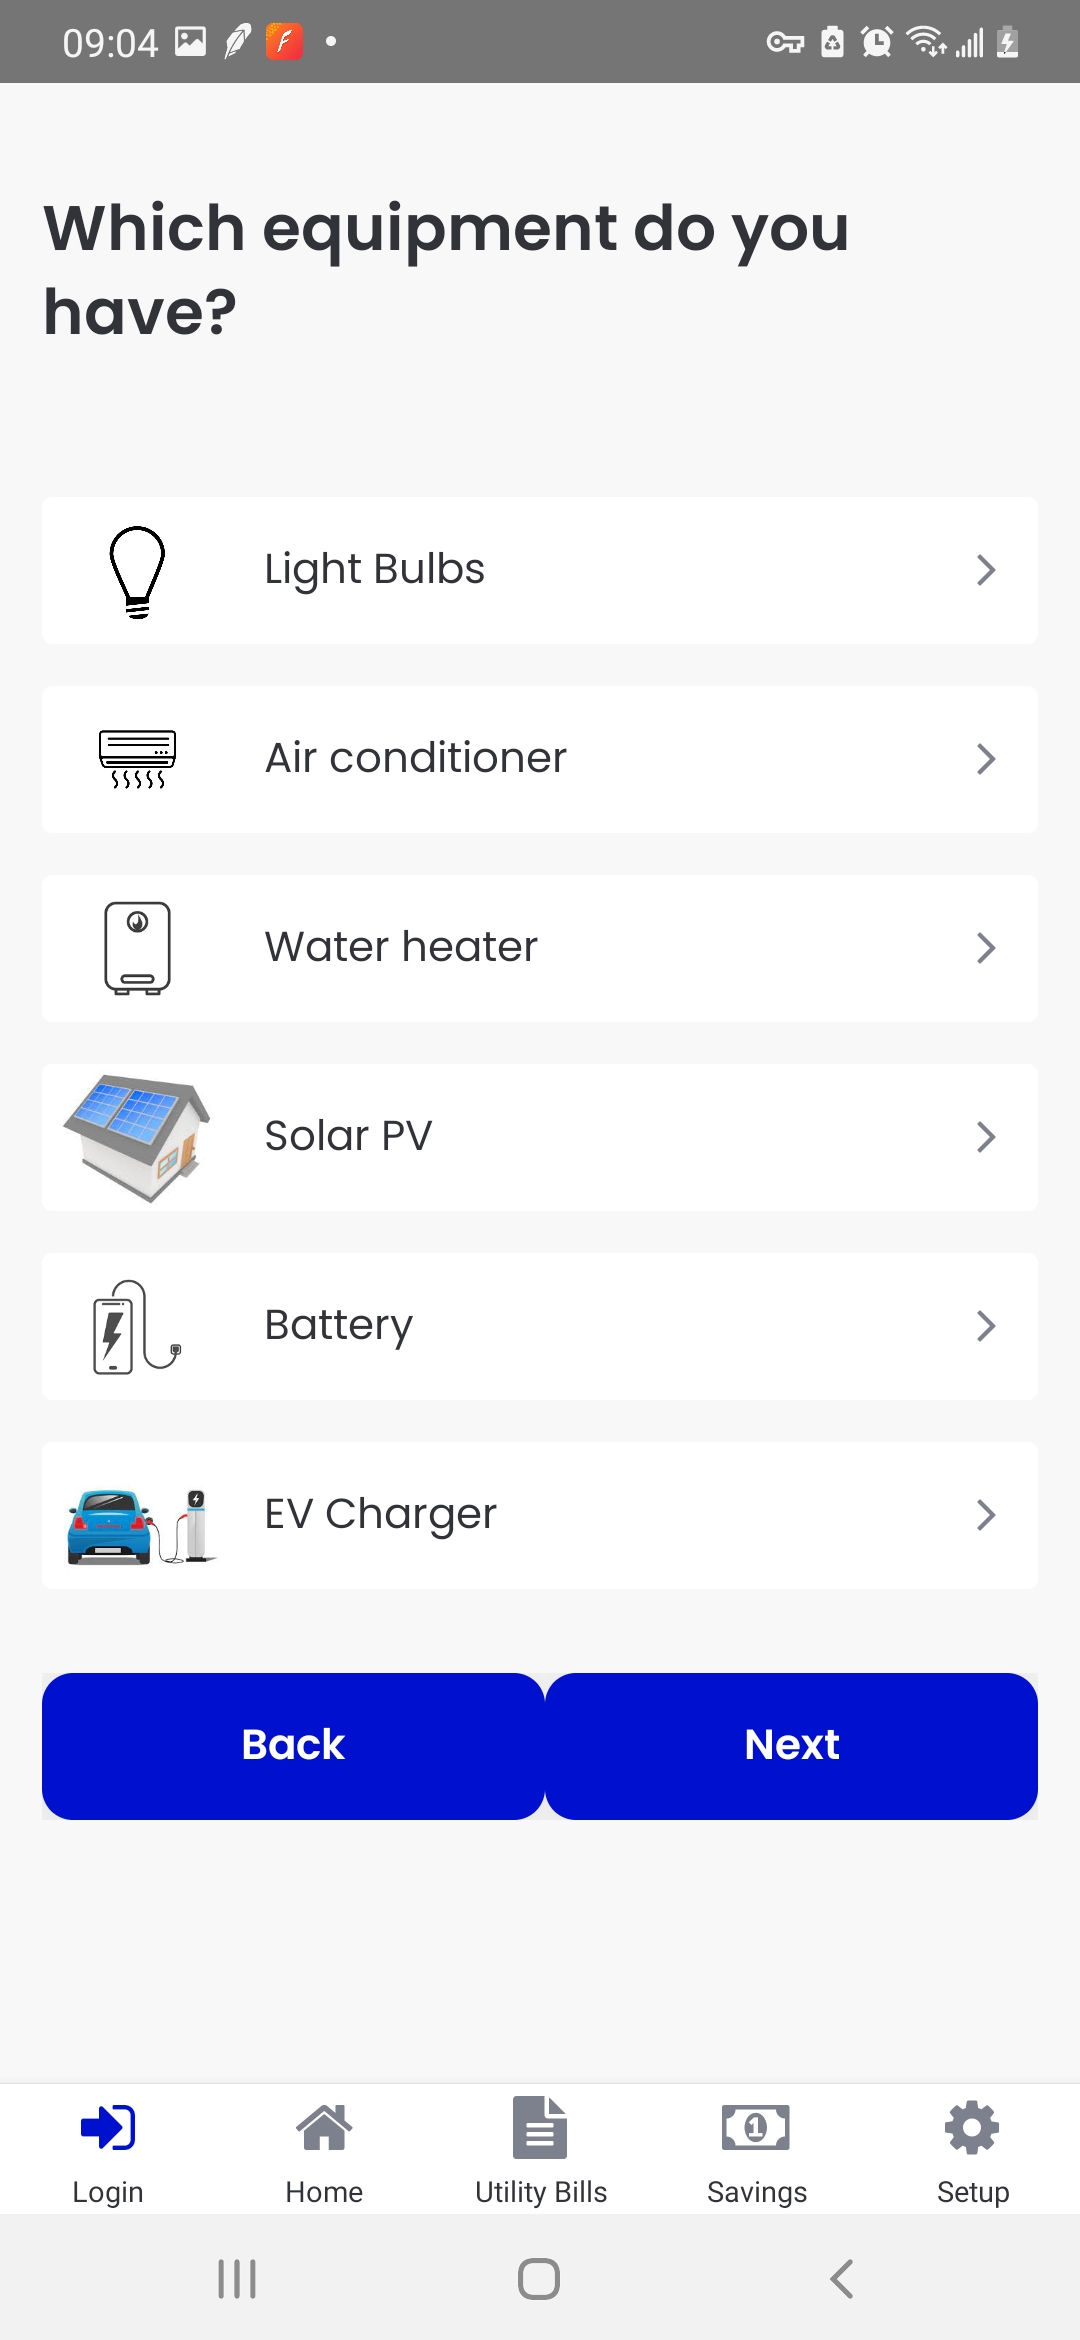 09:04
Which equipment do you
have?
Light Bulbs
Air conditioner
Water heater
Solar PV
Battery
EV Charger
Back Next
Login Home Utility Bills Savings Setup